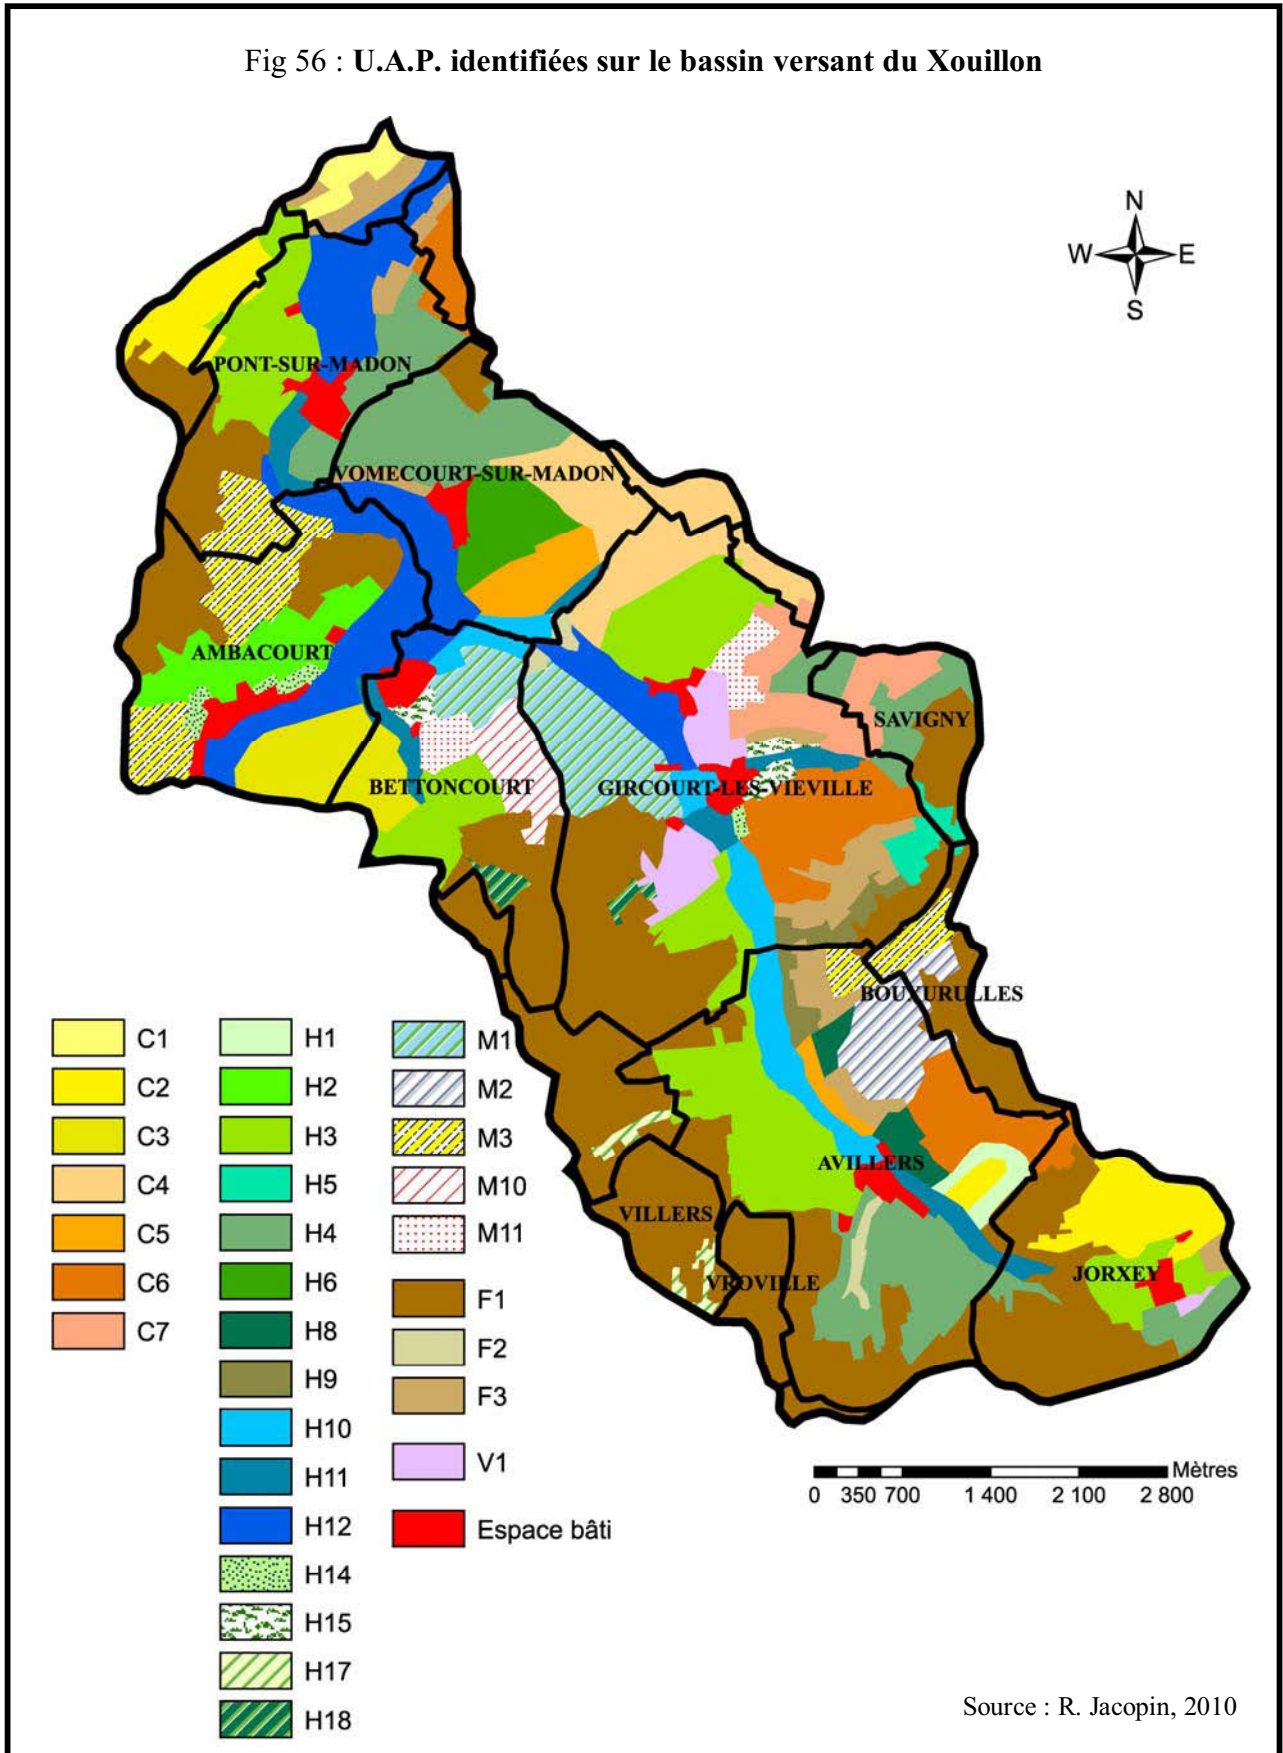 Fig 56 : U.A.P. identifiées sur le bassin versant du Xouillon
N
W E
S
PONT-SUR-MADON
VOMECOURT-SUR-MADON
AMBACOURT
SAVIGNY
BETTONCOURT
GIRCOURT-LES-VIEVILLE
BOUXURULLES
AVILLERS
VILLERS
VROVILLE
JORXEY
C1
C2
C3
C4
C5
C6
C7
H1
H2
H3
H5
H4
H6
H8
H9
H10
H11
H12
H14
H15
H17
H18
M1
M2
M3
M10
M11
F1
F2
F3
V1
Espace bâti
Mètres
0 350 700 1 400 2 100 2 800
Source : R. Jacopin, 2010